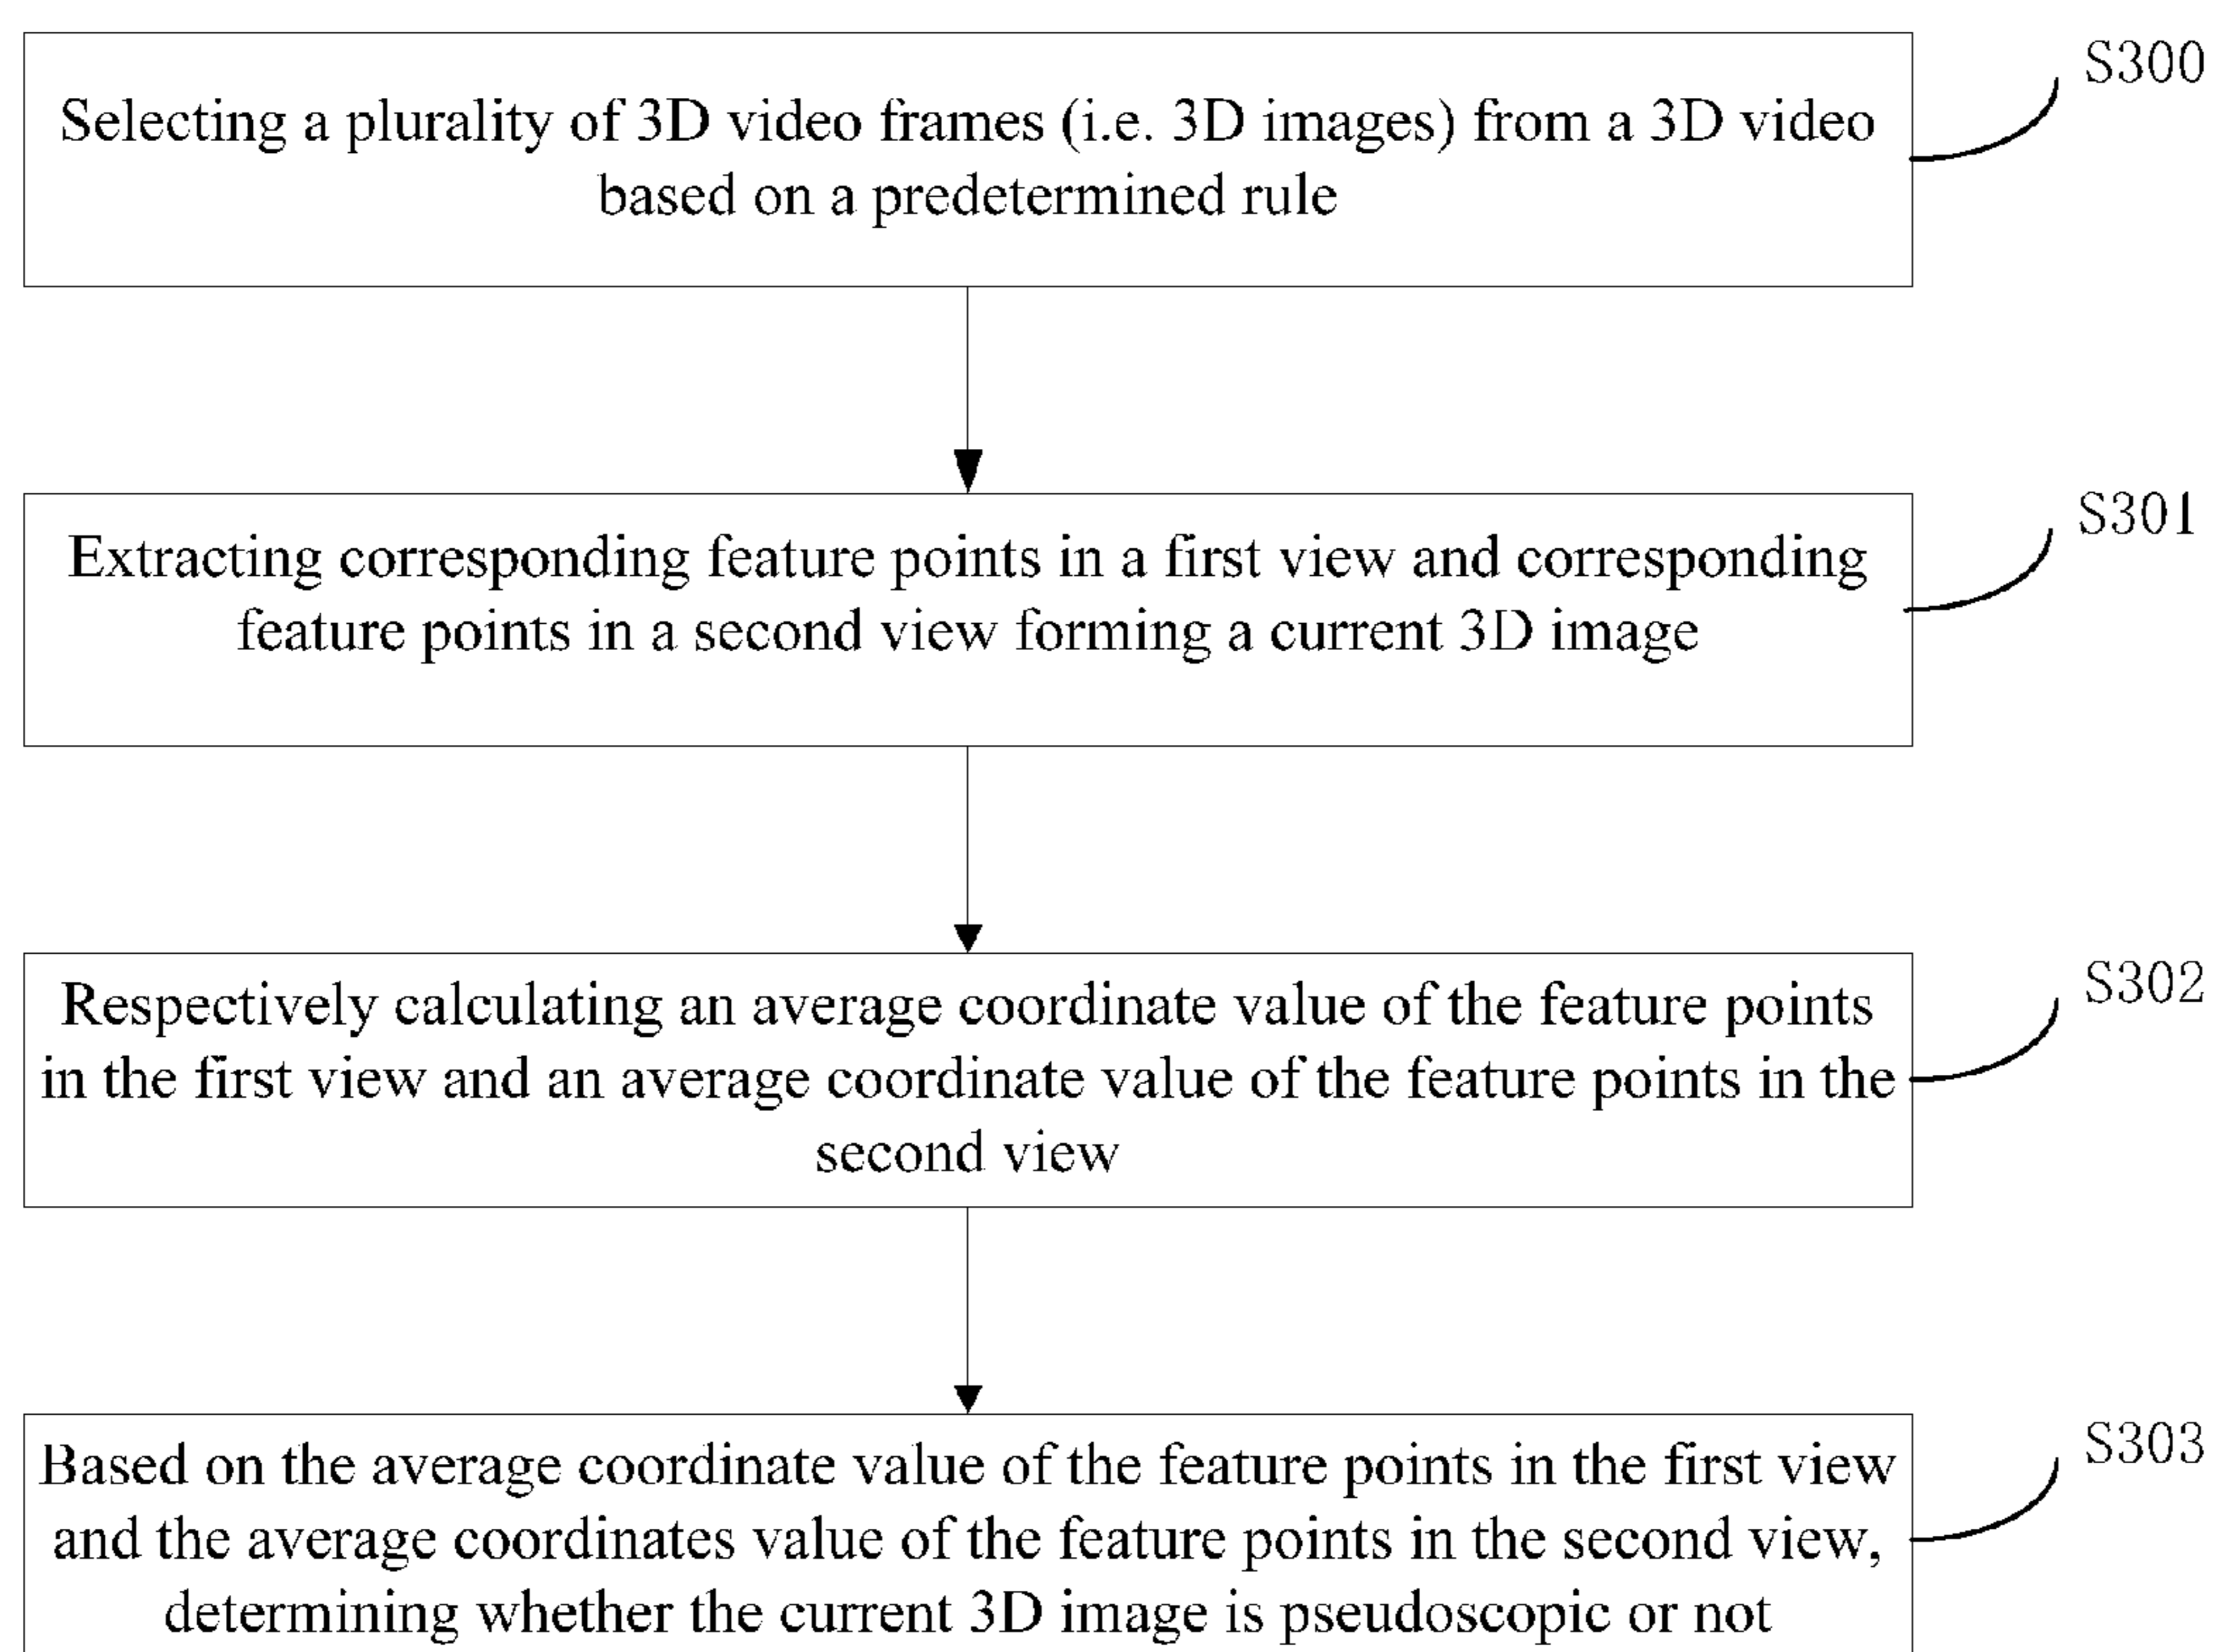 S300
Selecting a plurality of 3D video frames (i.e. 3D images) from a 3D video
based on a predetermined rule
S301
Extracting corresponding feature points in a first view and corresponding
feature points in a second view forming a current 3D image
S302
Respectively calculating an average coordinate value of the feature points
in the first view and an average coordinate value of the feature points in the
second view
S303
Based on the average coordinate value of the feature points in the first view
and the average coordinates value of the feature points in the second view,
determining whether the current 3D image is pseudoscopic or not